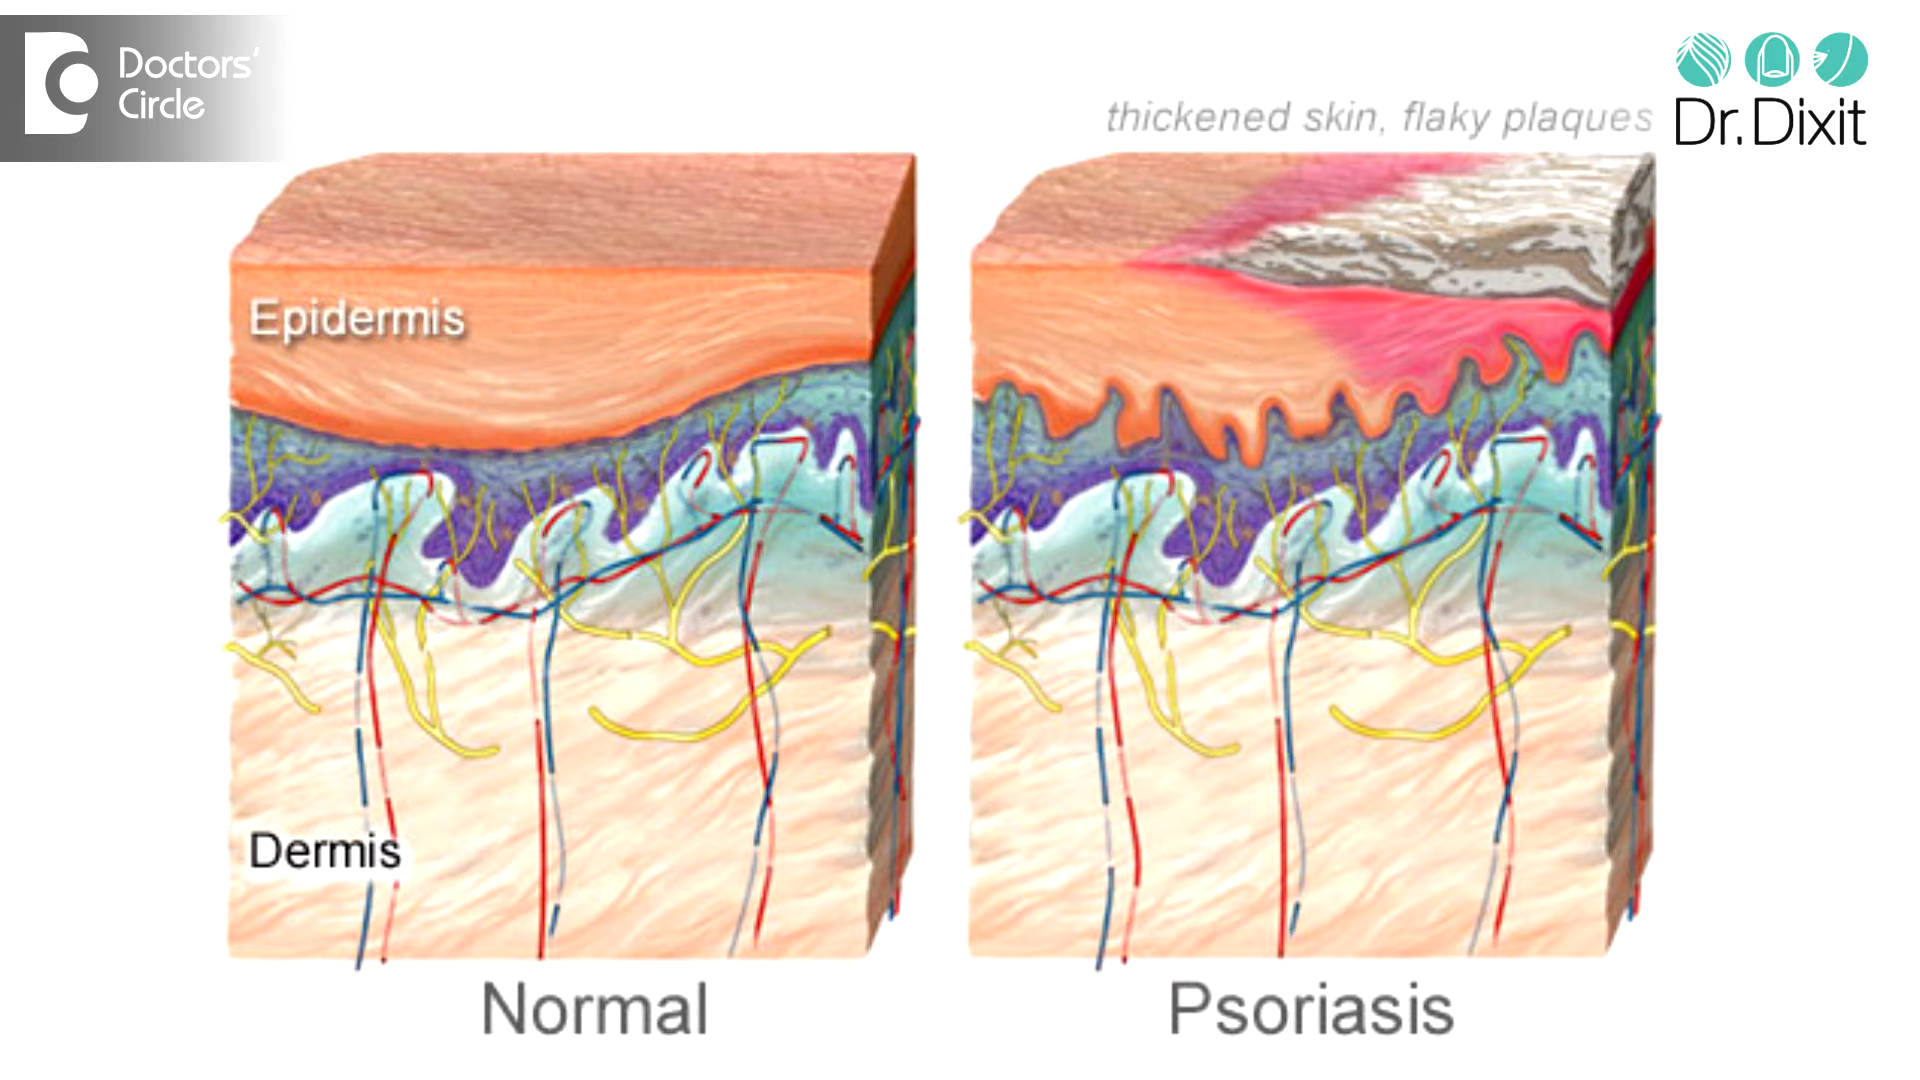 Doctors'
Circle
thickened skin, flaky plaques
Dr.Dixit
Epidermis
Dermis
Normal
Psoriasis